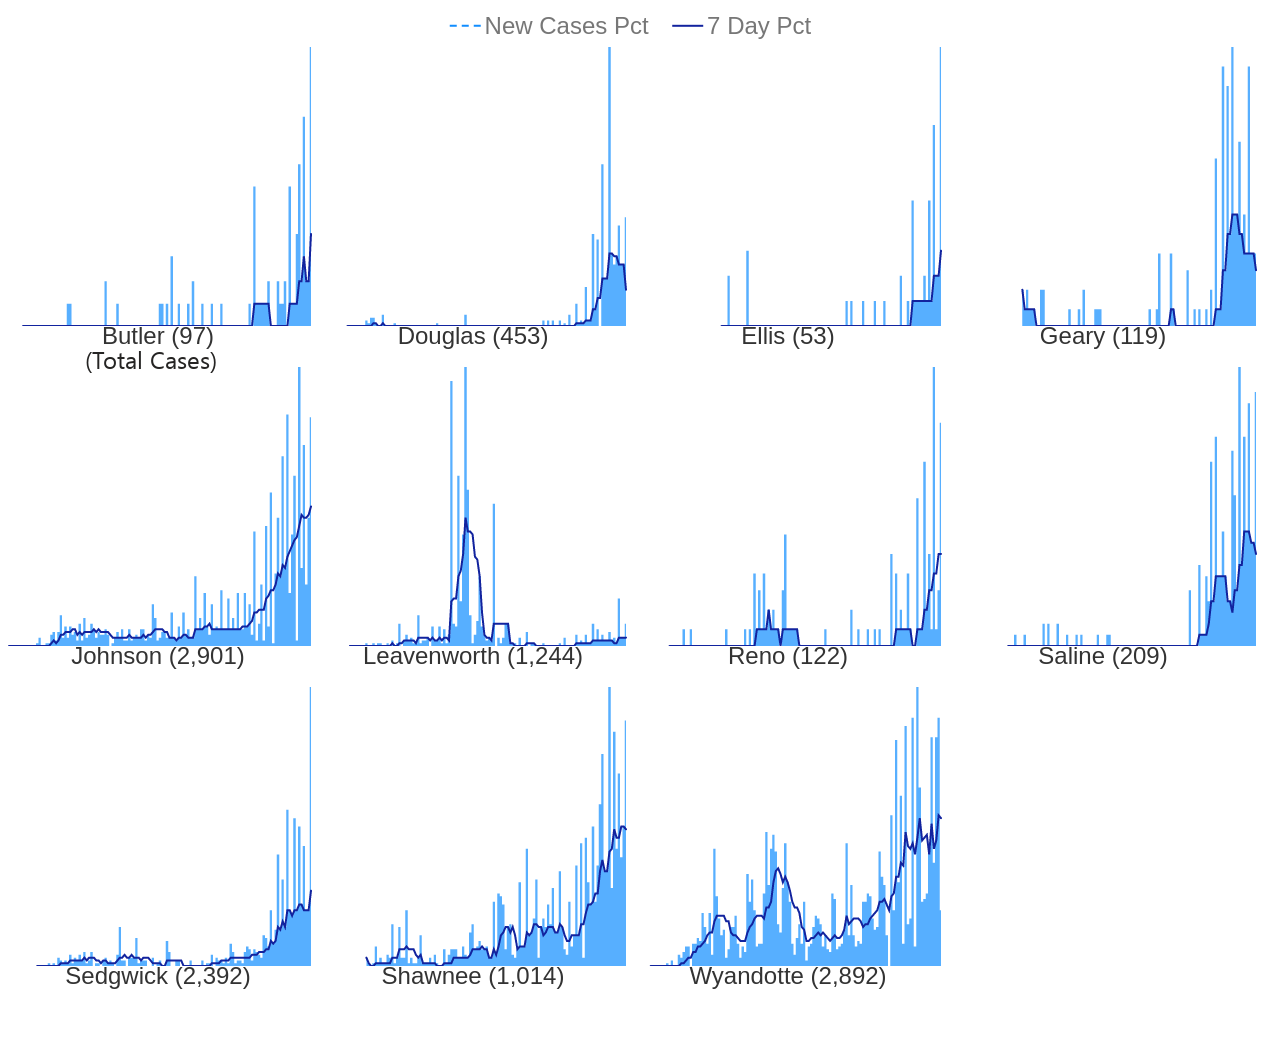 New Cases Pct 7 Day Pct
Butler (97)
(Total Cases)
Douglas (453)
Ellis (53)
Geary (119)
Johnson (2,901)
Leavenworth (1,244)
Reno (122)
Saline (209)
Sedgwick (2,392)
Shawnee (1,014)
Wyandotte (2,892)